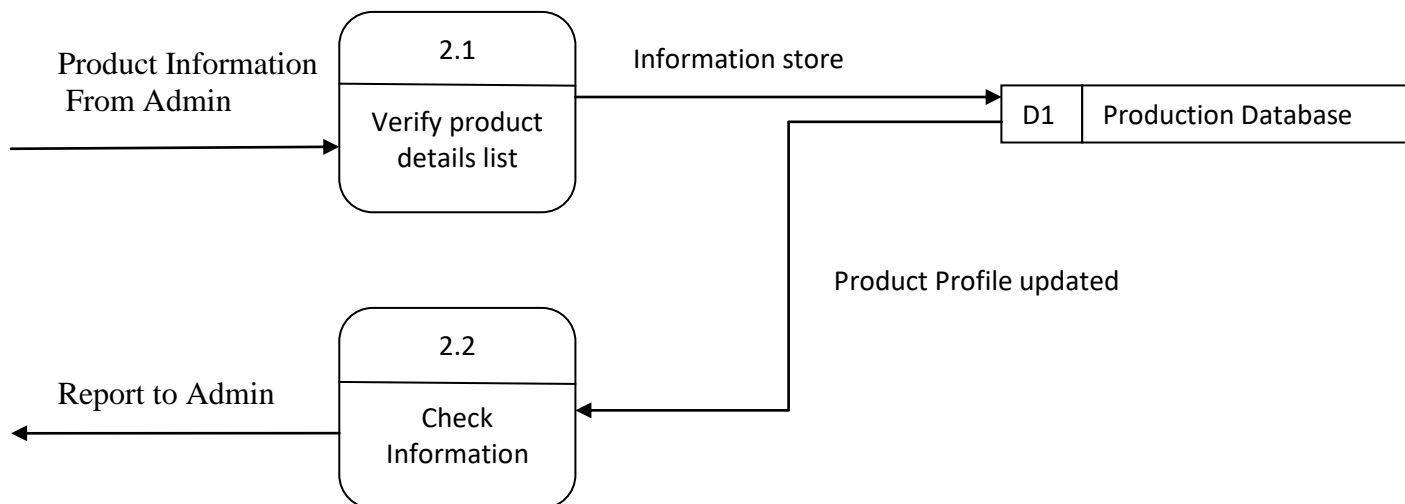 2.1
Product Information
From Admin
Information store
Verify product
details list
D1
Production Database
Product Profile updated
2.2
Report to Admin
Check
Information